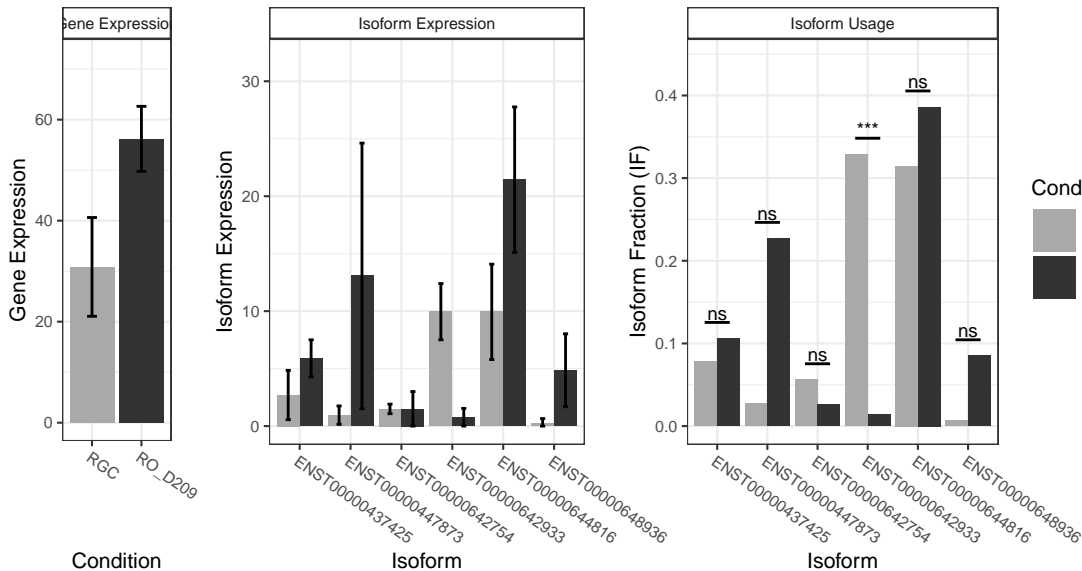 Gene Expression
Gene Expression
60
40
20
0
RGC
RO_D209
Condition
Isoform Expression
Isoform Expression
30
20
10
0
ENST00000437425
ENST00000447873
ENST00000642754
ENST00000642933
ENST00000644816
ENST00000648936
Isoform
Isoform Usage
Isoform Fraction (IF)
0.4
0.3
0.2
0.1
0.0
ns
ns
ns
***
ns
ns
ENST00000437425
ENST00000447873
ENST00000642754
ENST00000642933
ENST00000644816
ENST00000648936
Isoform
Cond